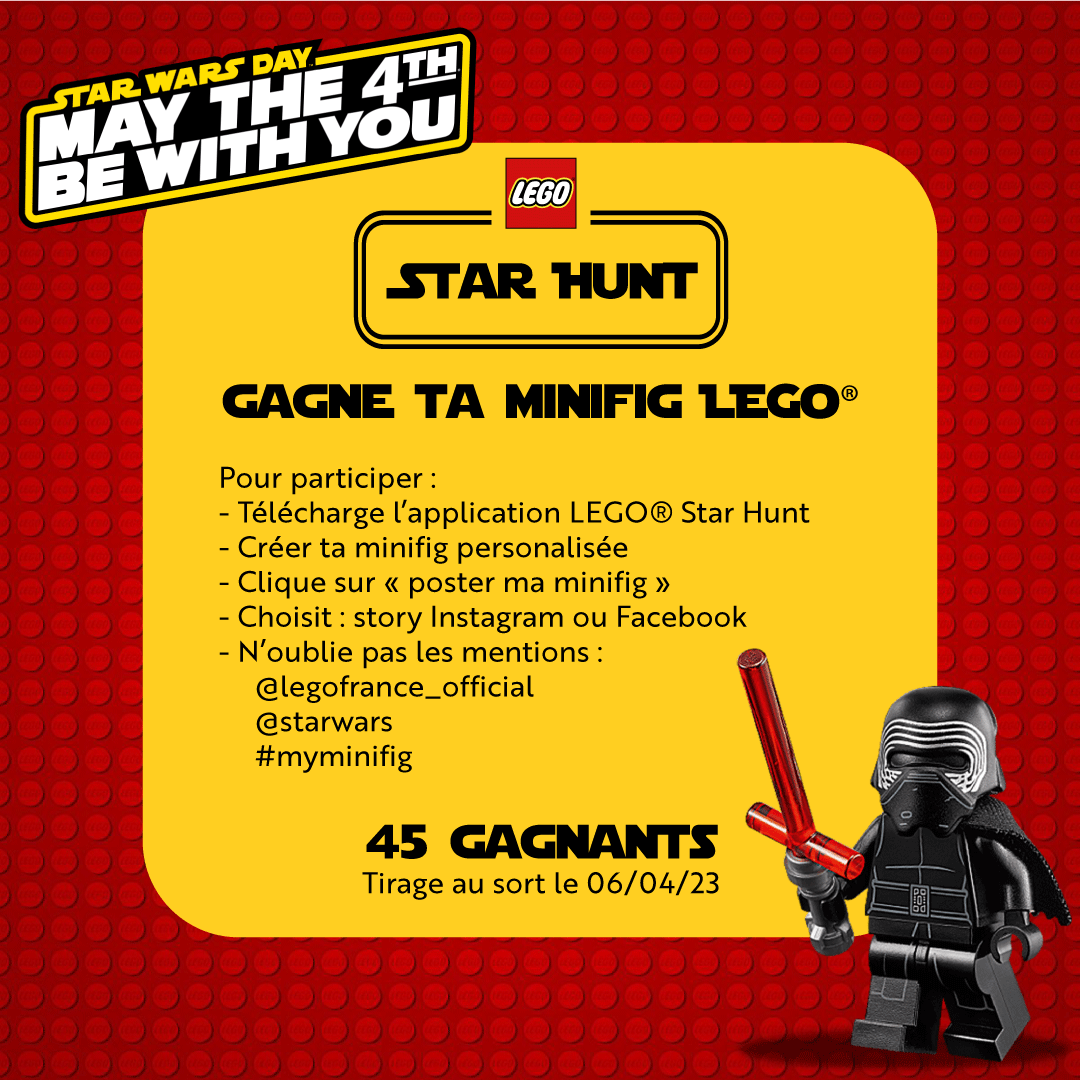 STAR WARS DAY
MAY THE 4TH
BE WITH YOU
LEGO
STAR HUNT
GAGNE TA MINIFIG LEGO®
Pour participer :
- Télécharge l’application LEGO® Star Hunt
- Créer ta minifig personalisée
- Clique sur « poster ma minifig »
- Choisit : story Instagram ou Facebook
- N’oublie pas les mentions :
@legofrance_official
@starwars
#myminifig
45 GAGNANTS
Tirage au sort le 06/04/23